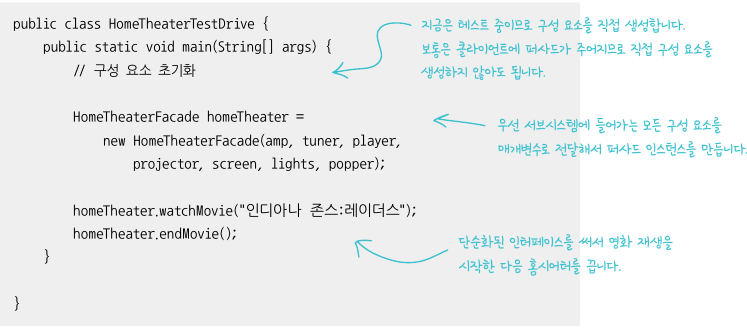 public class HomeTheaterTestDrive {
public static void main(String[] args) {
// 구성 요소 초기화
HomeTheaterFacade homeTheater =
new HomeTheaterFacade(amp, tuner, player,
projector, screen, lights, popper);
homeTheater.watchMovie("인디아나 존스:레이더스");
homeTheater.endMovie();
}
}
지금은 테스트 중이므로 구성 요소를 직접 생성합니다.
보통은 클라이언트에 퍼사드가 주어지므로 직접 구성 요소를
생성하지 않아도 됩니다.
우선 서브시스템에 들어가는 모든 구성 요소를
매개변수로 전달해서 퍼사드 인스턴스를 만듭니다.
단순화된 인터페이스를 써서 영화 재생을
시작한 다음 홈시어터를 끕니다.